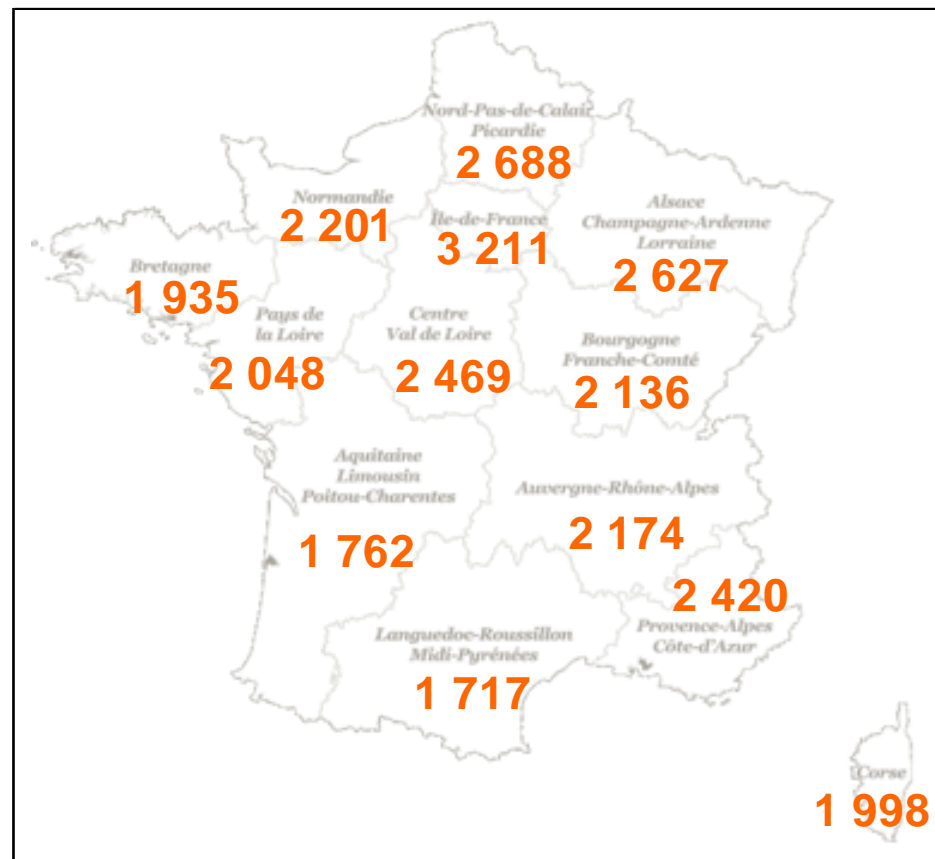 Nord-Pas-de-Calais
Picardie
2 688
Normandie
2 201
Île-de-France
3 211
Alsace
Champagne-Ardenne
Lorraine
2 627
Bretagne
1 935
Pays de
la Loire
2 048
Centre
Val de Loire
2 469
Bourgogne
Franche-Comté
2 136
Aquitaine
Limousin
Poitou-Charentes
1 762
Auvergne-Rhône-Alpes
2 174
2 420
Provence-Alpes
Côte-d'Azur
Languedoc-Roussillon
Midi-Pyrénées
1 717
Corse
1 998